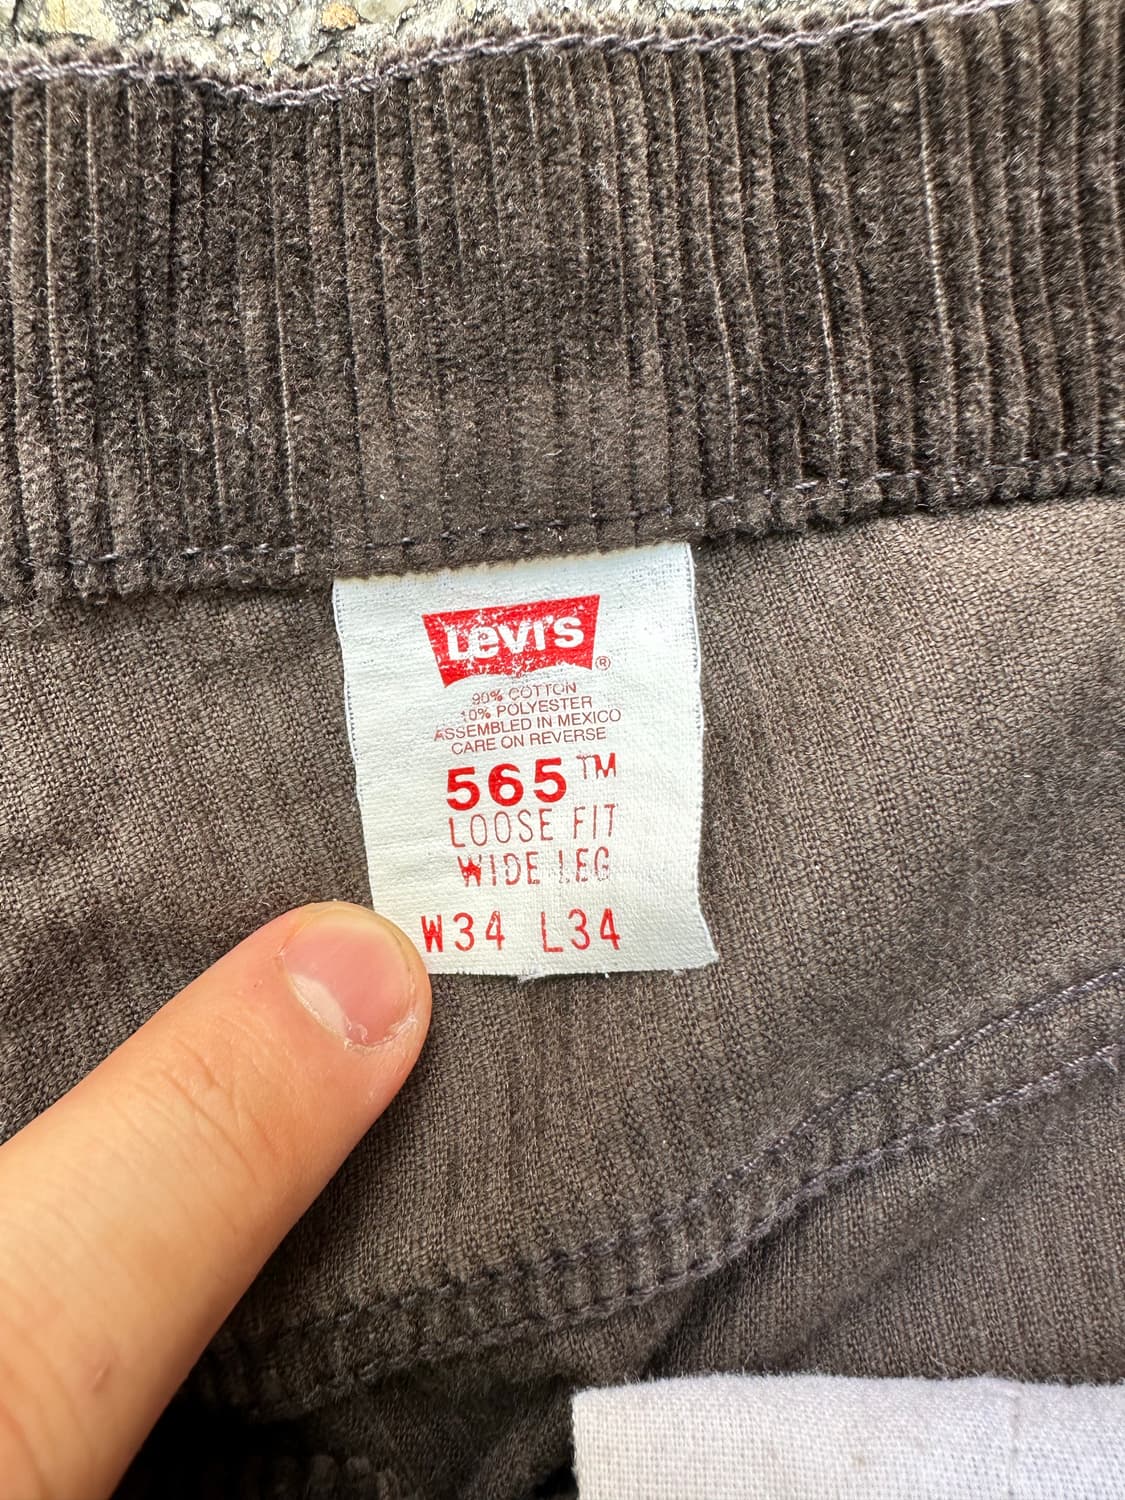 Levi's ®
90% COTTON
10% POLYESTER
ASSEMBLED IN MEXICO
CARE ON REVERSE
565™
LOOSE FIT
WIDE LEG
W34 L34